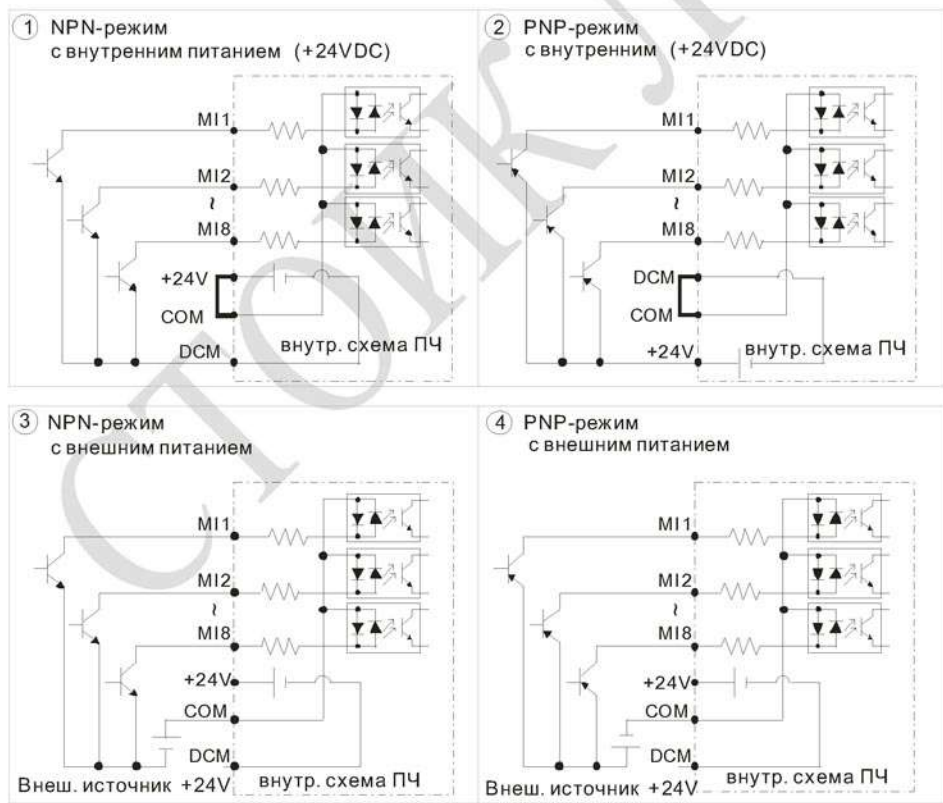 1 NPN-режим
с внутренним питанием (+24VDC)
MI1
MI2
~
MI8
+24V
COM
DCM
внутр. схема ПЧ
2 PNP-режим
с внутренним (+24VDC)
MI1
MI2
~
MI8
DCM
COM
+24V
внутр. схема ПЧ
3 NPN-режим
с внешним питанием
MI1
MI2
~
MI8
+24V
COM
DCM
Внеш. источник +24V
внутр. схема ПЧ
4 PNP-режим
с внешним питанием
MI1
MI2
~
MI8
+24V
COM
DCM
Внеш. источник +24V
внутр. схема ПЧ
СТОИК Л